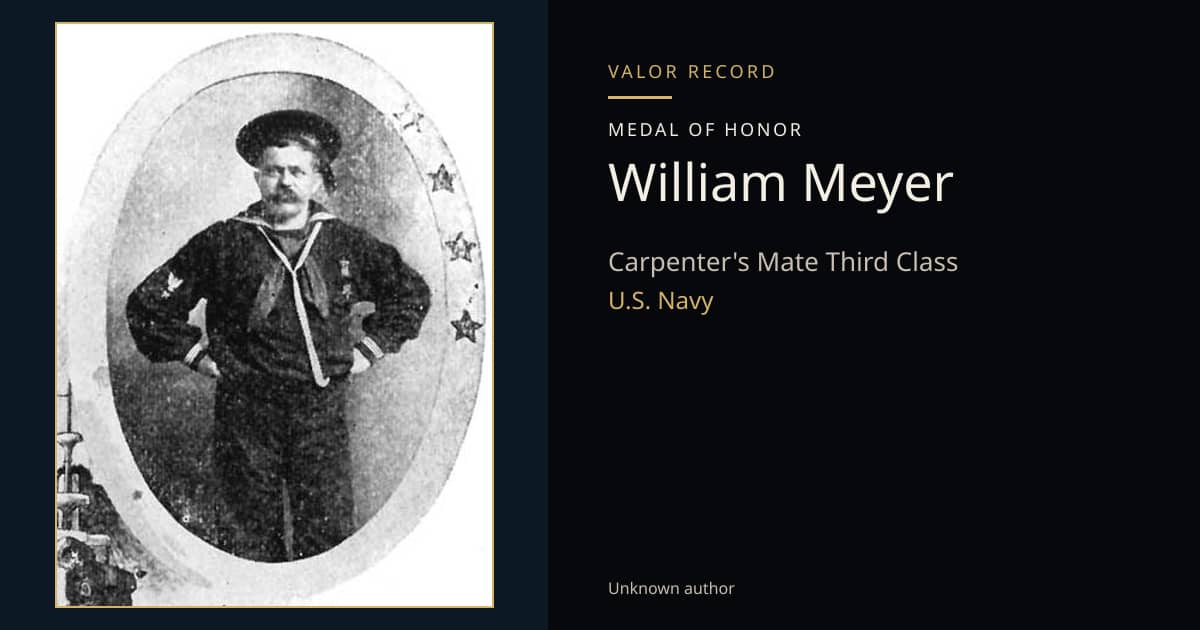 VALOR RECORD
MEDAL OF HONOR
William Meyer
Carpenter's Mate Third Class
U.S. Navy
Unknown author